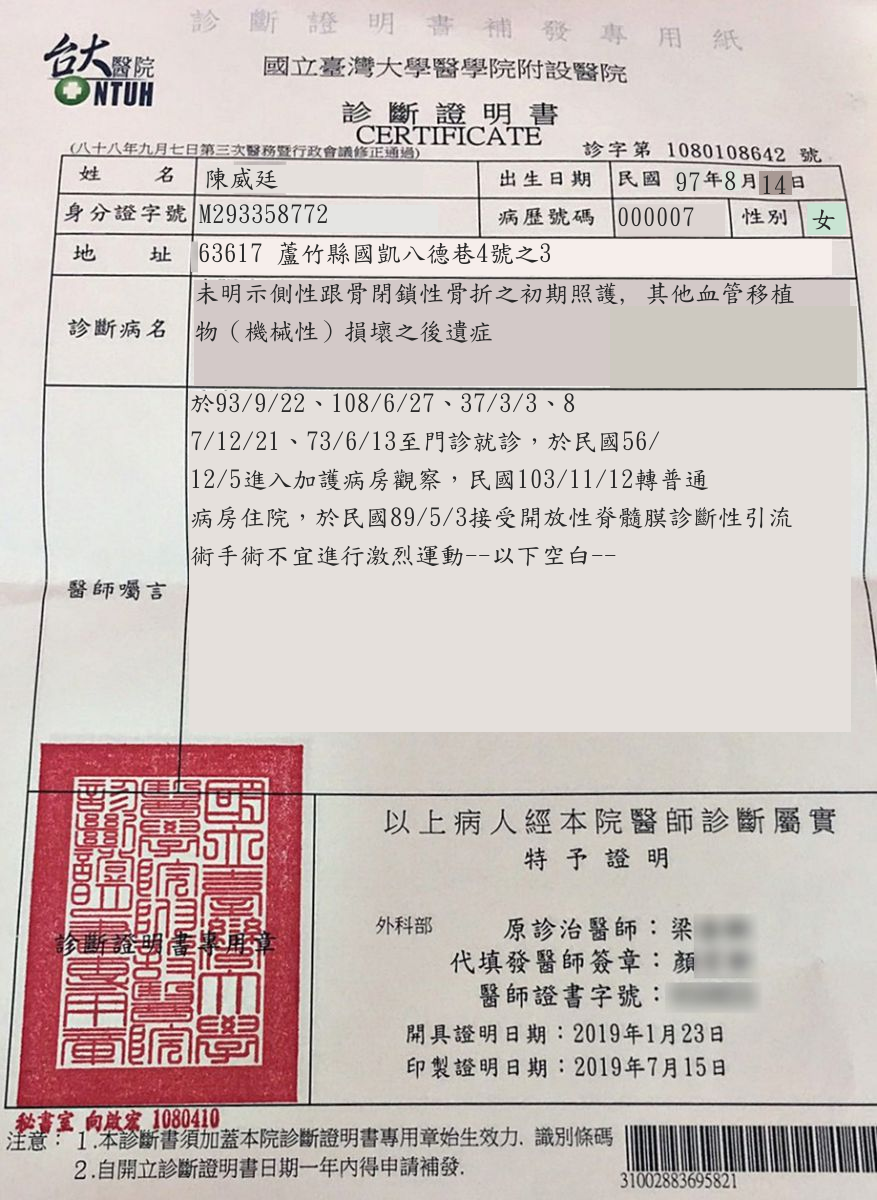 診斷證明書補發專用紙
台大醫院
NTUH
國立臺灣大學醫學院附設醫院
診斷證明書
CERTIFICATE
(八十八年九月七日第三次醫務暨行政會議修正通過)
診字第 1080108642 號
姓名 陳威廷 出生日期 民國 97年8月14日
身分證字號 M293358772 病歷號碼 000007 性別 女
地址 63617 蘆竹縣國凱八德巷4號之3
診斷病名
未明示側性跟骨閉鎖性骨折之初期照護, 其他血管移植
物（機械性）損壞之後遺症
醫師囑言
於93/9/22、108/6/27、37/3/3、8
7/12/21、73/6/13至門診就診，於民國56/
12/5進入加護病房觀察，民國103/11/12轉普通
病房住院，於民國89/5/3接受開放性脊髓膜診斷性引流
術手術不宜進行激烈運動--以下空白--
國立臺灣大學
醫學院附設醫院
診斷證明書專用章
診斷證明書專用章
以上病人經本院醫師診斷屬實
特予證明
外科部 原診治醫師：梁
代填發醫師簽章：顏
醫師證書字號：
開具證明日期：2019年1月23日
印製證明日期：2019年7月15日
秘書室 向啟宏 1080410
注意：1.本診斷書須加蓋本院診斷證明書專用章始生效力. 識別條碼
2.自開立診斷證明書日期一年內得申請補發.
31002883695821